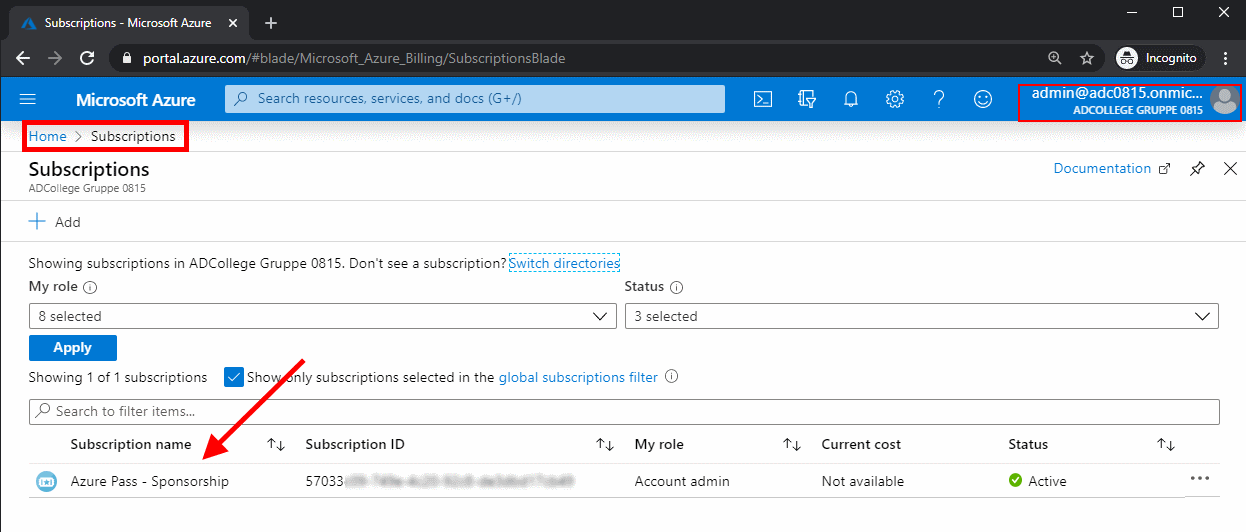 Subscriptions - Microsoft Azure
portal.azure.com/#blade/Microsoft_Azure_Billing/SubscriptionsBlade
Incognito
Microsoft Azure
Search resources, services, and docs (G+/)
admin@adc0815.onmic...
ADCOLLEGE GRUPPE 0815
Home > Subscriptions
Subscriptions
ADCollege Gruppe 0815
Documentation
+ Add
Showing subscriptions in ADCollege Gruppe 0815. Don't see a subscription? Switch directories
My role
Status
8 selected
3 selected
Apply
Showing 1 of 1 subscriptions
Show only subscriptions selected in the global subscriptions filter
Search to filter items...
Subscription name
Subscription ID
My role
Current cost
Status
Azure Pass - Sponsorship
57033
Account admin
Not available
Active